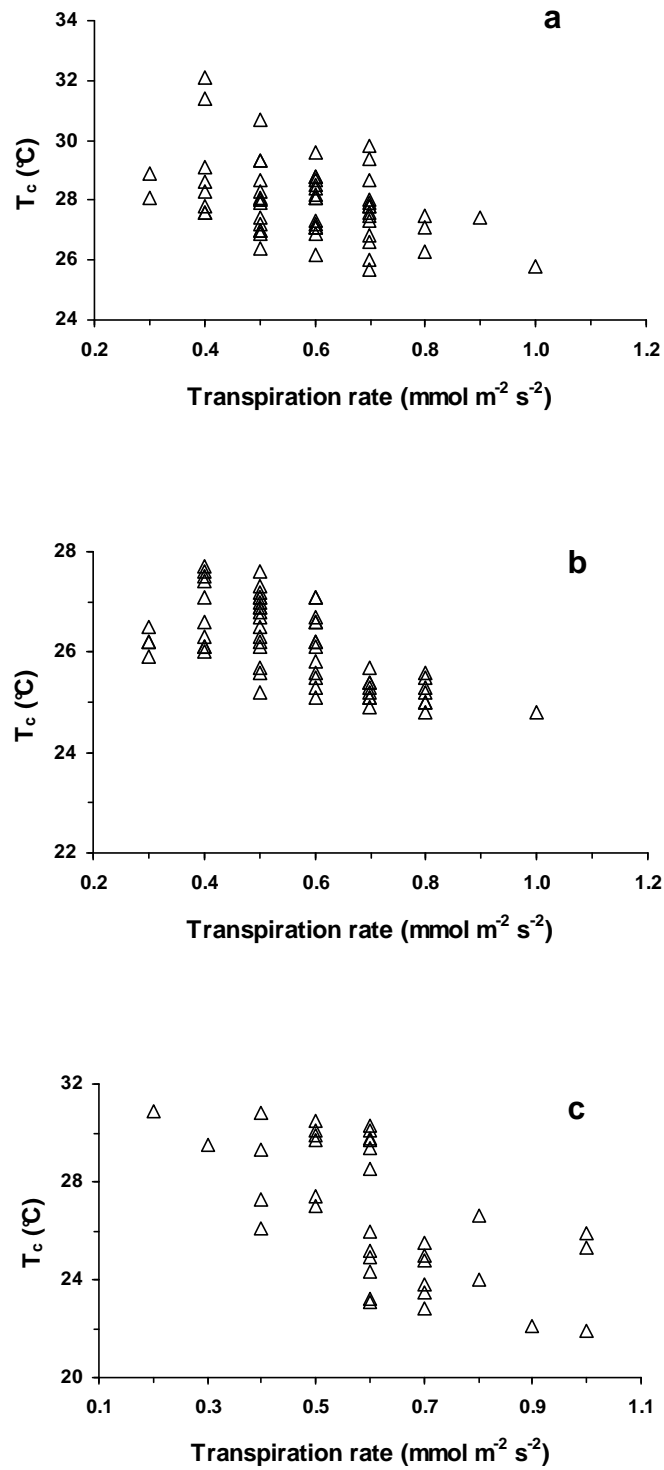 a
34
32
30
28
26
24
T_c (°C)
0.2 0.4 0.6 0.8 1.0 1.2
Transpiration rate (mmol m⁻² s⁻²)
b
28
26
24
22
T_c (°C)
0.2 0.4 0.6 0.8 1.0 1.2
Transpiration rate (mmol m⁻² s⁻²)
c
32
28
24
20
T_c (°C)
0.1 0.3 0.5 0.7 0.9 1.1
Transpiration rate (mmol m⁻² s⁻²)